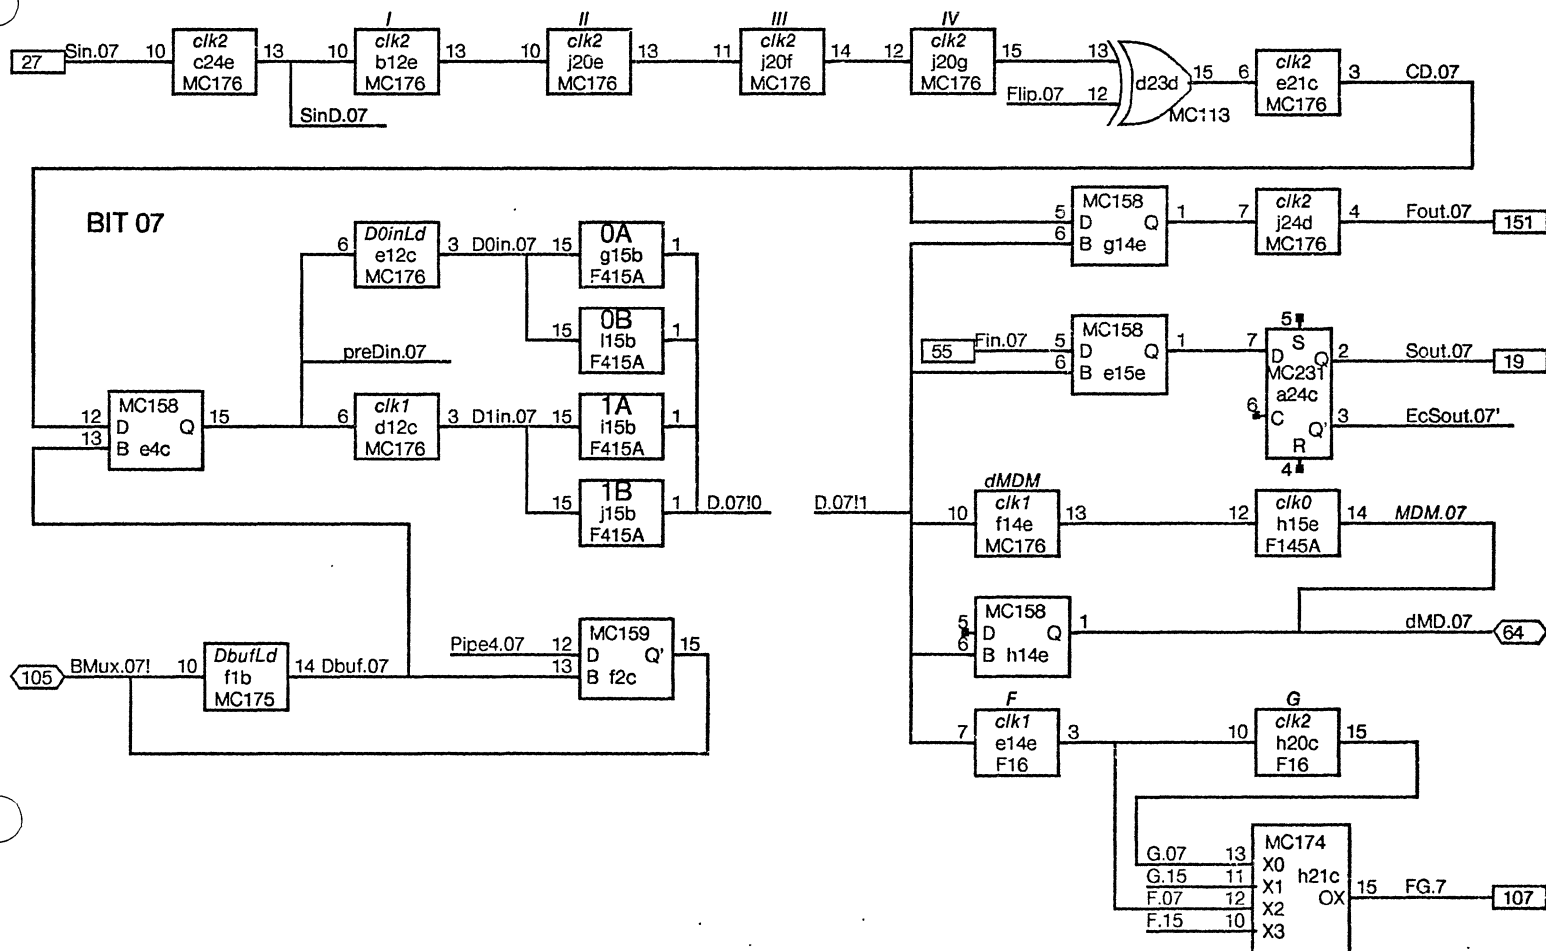 I II III IV
27 Sin.07 10 clk2 c24e MC176 13
SinD.07
10 clk2 b12e MC176 13
10 clk2 j20e MC176 13
11 clk2 j20f MC176 14
12 clk2 j20g MC176 15
13 d23d 15 MC113
Flip.07 12
6 clk2 e21c MC176 3 CD.07
BIT 07
6 D0inLd e12c MC176 3 D0in.07
15 0A g15b F415A 1
15 0B l15b F415A 1
preDin.07
12 13 MC158 D Q B e4c 15
6 clk1 d12c MC176 3 D1in.07
15 1A i15b F415A 1
15 1B j15b F415A 1 D.07!0
105 BMux.07! 10 DbufLd f1b MC175 14 Dbuf.07
Pipe4.07 12 13 MC159 D Q' B f2c 15
5 6 MC158 D Q B g14e 1
7 clk2 j24d MC176 4 Fout.07 151
55 Fin.07 5 6 MC158 D Q B e15e 1
7 5 S D Q MC231 a24c 6 C Q' R 4
2 Sout.07 19
3 EcSout.07'
D.07!1
dMDM
10 clk1 f14e MC176 13
12 clk0 h15e F145A 14 MDM.07
5 6 MC158 D Q B h14e 1 dMD.07 64
F
7 clk1 e14e F16 3
G
10 clk2 h20c F16 15
MC174 h21c
G.07 13 X0
G.15 11 X1
F.07 12 X2
F.15 10 X3
OX 15 FG.7 107